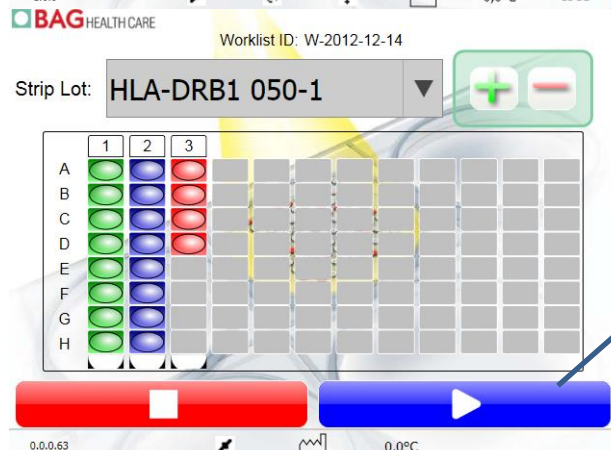 BAG HEALTH CARE
Worklist ID: W-2012-12-14
Strip Lot: HLA-DRB1 050-1
1 2 3
A
B
C
D
E
F
G
H
0.0.0.63 0.0°C